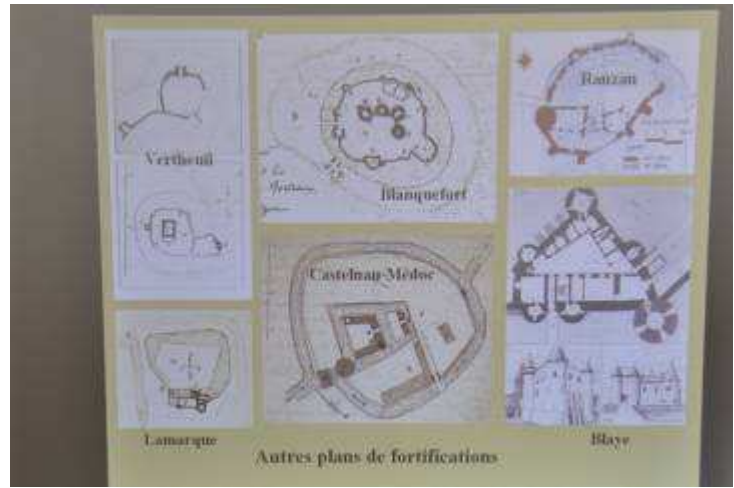 Vertheuil
Blanquefort
Rauzan
Castelnau-Médoc
Lamarque
Blaye
Autres plans de fortifications